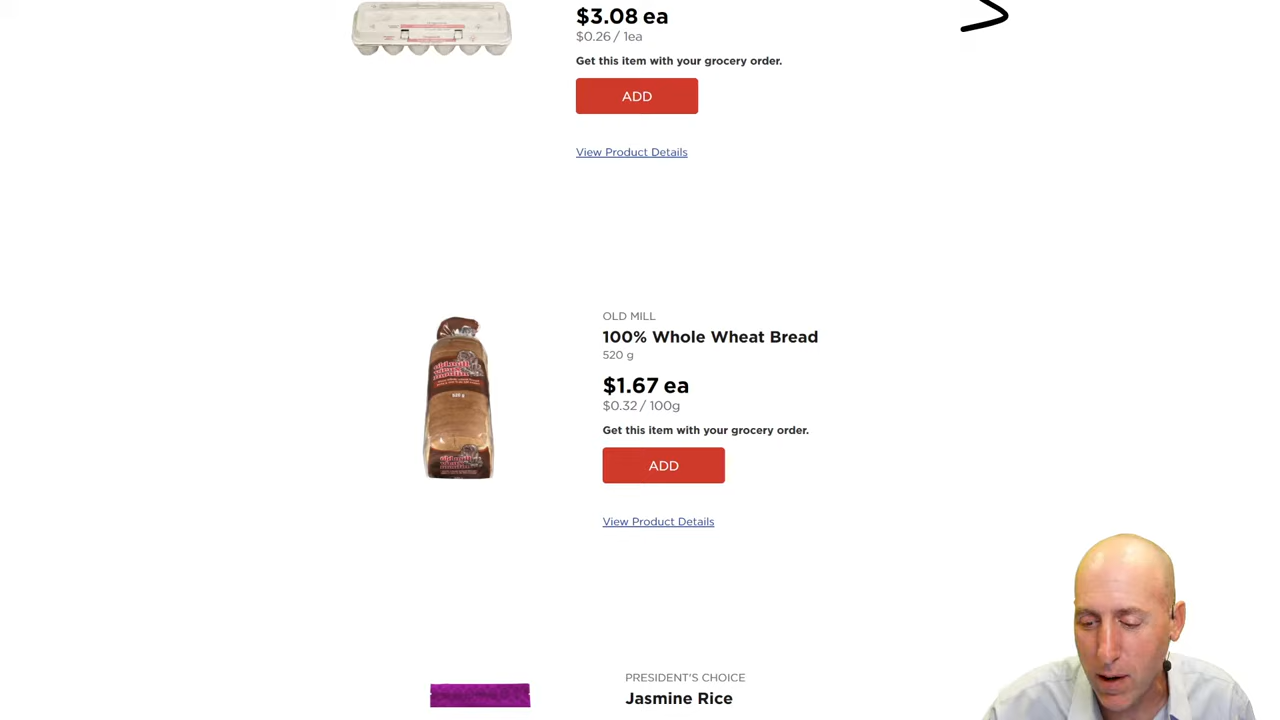 $3.08 ea
$0.26 / 1ea
Get this item with your grocery order.
ADD
View Product Details
OLD MILL
100% Whole Wheat Bread
520 g
$1.67 ea
$0.32 / 100g
Get this item with your grocery order.
ADD
View Product Details
520 g
PRESIDENT'S CHOICE
Jasmine Rice